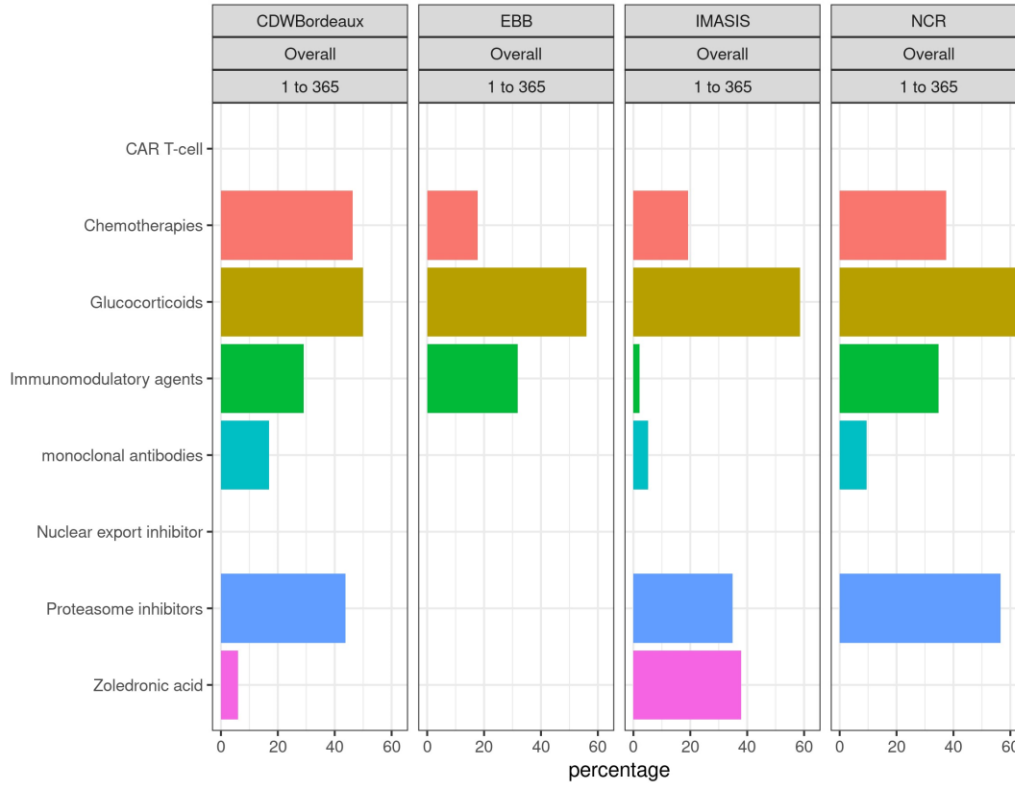 CDWBordeaux EBB IMASIS NCR
Overall Overall Overall Overall
1 to 365 1 to 365 1 to 365 1 to 365
CAR T-cell
Chemotherapies
Glucocorticoids
Immunomodulatory agents
monoclonal antibodies
Nuclear export inhibitor
Proteasome inhibitors
Zoledronic acid
0 20 40 60 0 20 40 60 0 20 40 60 0 20 40 60
percentage